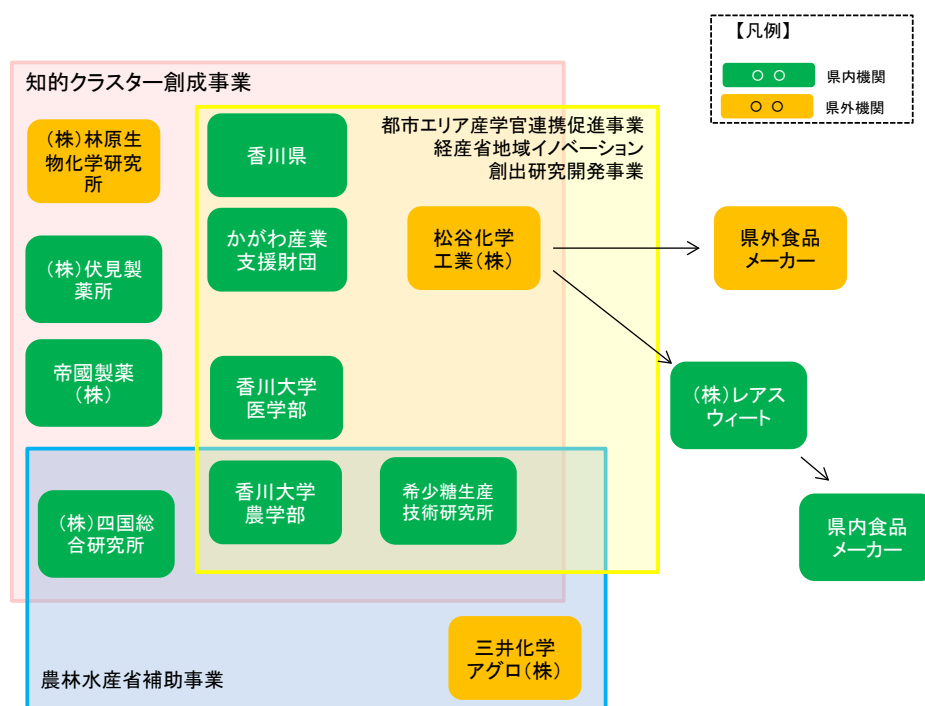 【凡例】
○ ○
県内機関
○ ○
県外機関
知的クラスター創成事業
都市エリア産学官連携促進事業
経産省地域イノベーション
創出研究開発事業
(株)林原生
物化学研究
所
香川県
(株)伏見製
薬所
かがわ産業
支援財団
松谷化学
工業(株)
県外食品
メーカー
帝國製薬
(株)
香川大学
医学部
(株)レアス
ウィート
(株)四国総
合研究所
香川大学
農学部
希少糖生産
技術研究所
県内食品
メーカー
三井化学
アグロ(株)
農林水産省補助事業